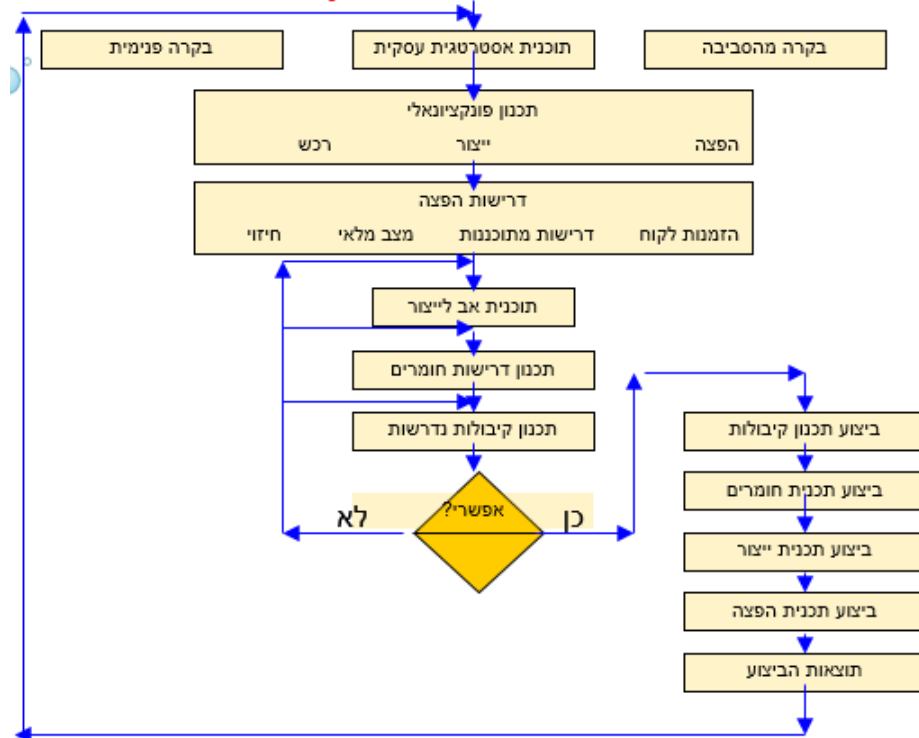 בקרה מהסביבה
תוכנית אסטרטגית עסקית
בקרה פנימית
תכנון פונקציונאלי
הפצה ייצור רכש
דרישות הפצה
הזמנות לקוח דרישות מתוכננות מצב מלאי חיזוי
תוכנית אב לייצור
תכנון דרישות חומרים
תכנון קיבולות נדרשות
אפשרי?
כן
לא
ביצוע תכנון קיבולות
ביצוע תכנית חומרים
ביצוע תכנית ייצור
ביצוע תכנית הפצה
תוצאות הביצוע